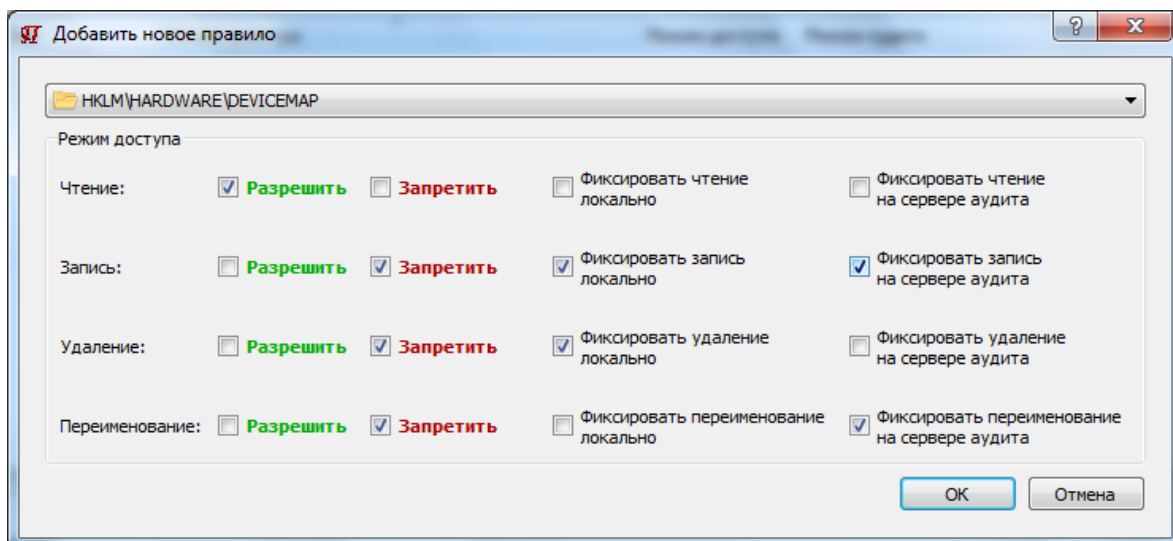 Добавить новое правило
HKLM\HARDWARE\DEVICEMAP
Режим доступа
Чтение: Разрешить Запретить Фиксировать чтение локально Фиксировать чтение на сервере аудита
Запись: Разрешить Запретить Фиксировать запись локально Фиксировать запись на сервере аудита
Удаление: Разрешить Запретить Фиксировать удаление локально Фиксировать удаление на сервере аудита
Переименование: Разрешить Запретить Фиксировать переименование локально Фиксировать переименование на сервере аудита
OK Отмена